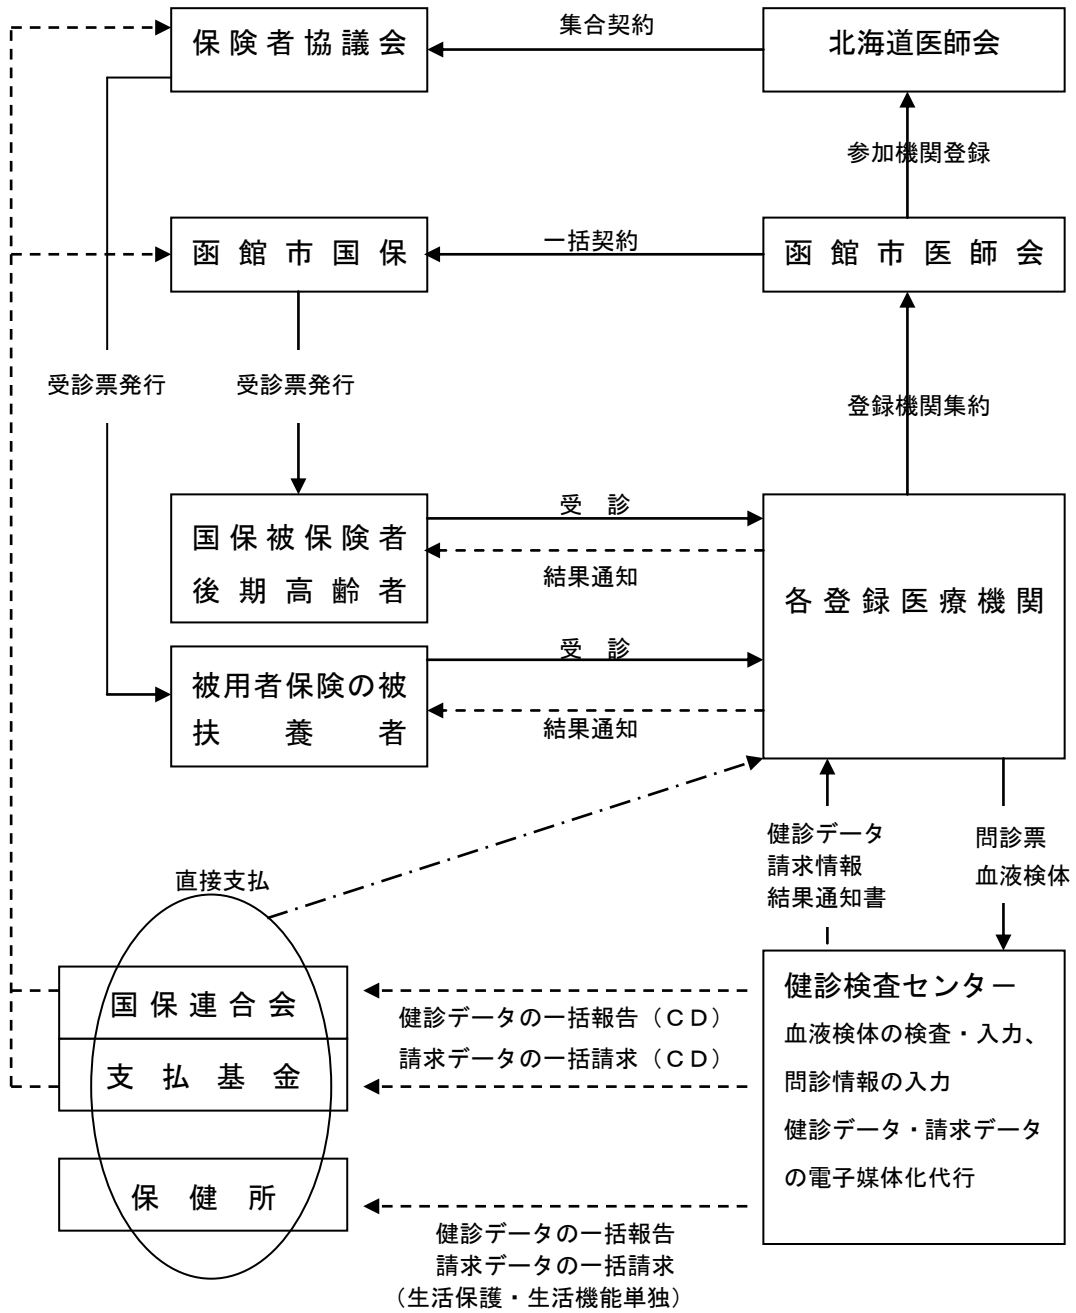 保険者協議会
集合契約
北海道医師会
参加機関登録
函館市国保
一括契約
函館市医師会
受診票発行
受診票発行
登録機関集約
国保被保険者
後期高齢者
受　診
結果通知
各登録医療機関
被用者保険の被
扶養者
受　診
結果通知
健診データ
請求情報
結果通知書
問診票
血液検体
直接支払
国保連合会
支払基金
保健所
健診データの一括報告（ＣＤ）
請求データの一括請求（ＣＤ）
健診データの一括報告
請求データの一括請求
（生活保護・生活機能単独）
健診検査センター
血液検体の検査・入力、
問診情報の入力
健診データ・請求データ
の電子媒体化代行